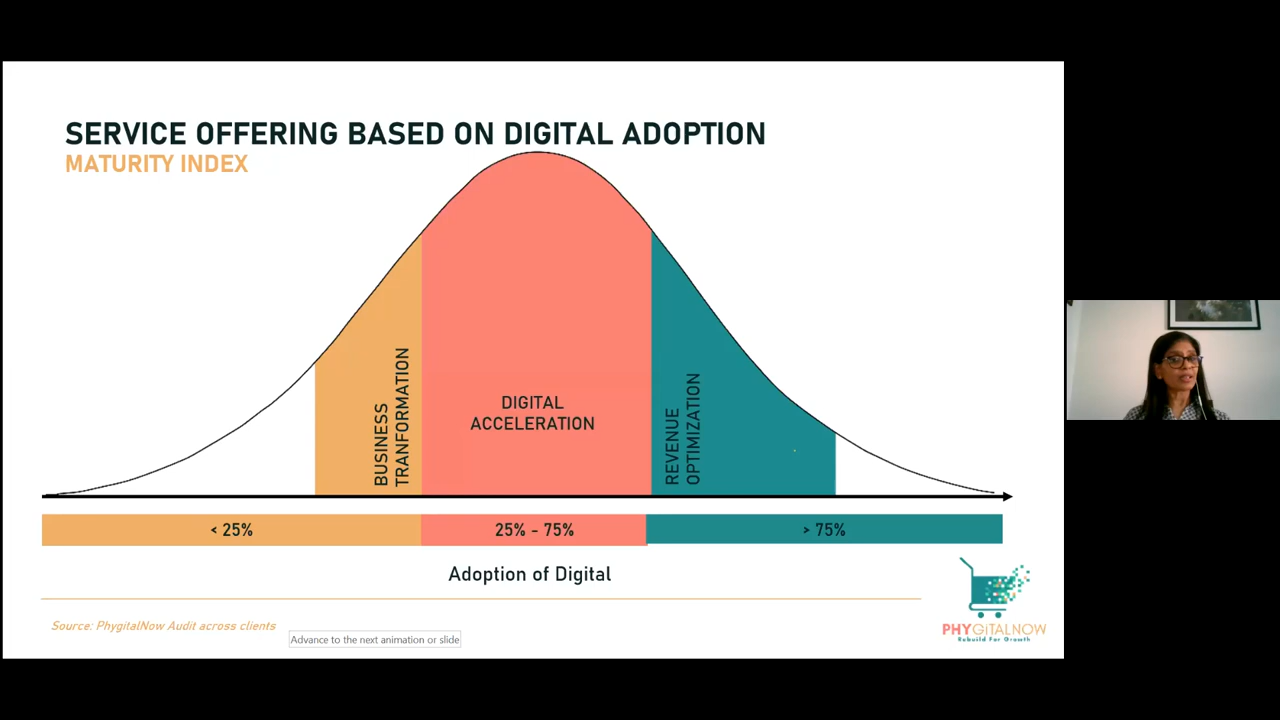 SERVICE OFFERING BASED ON DIGITAL ADOPTION
MATURITY INDEX
BUSINESS
TRANFORMATION
DIGITAL
ACCELERATION
REVENUE
OPTIMIZATION
< 25%
25% - 75%
> 75%
Adoption of Digital
Source: PhygitalNow Audit across clients
Advance to the next animation or slide
PHYGITALNOW
Rebuild For Growth